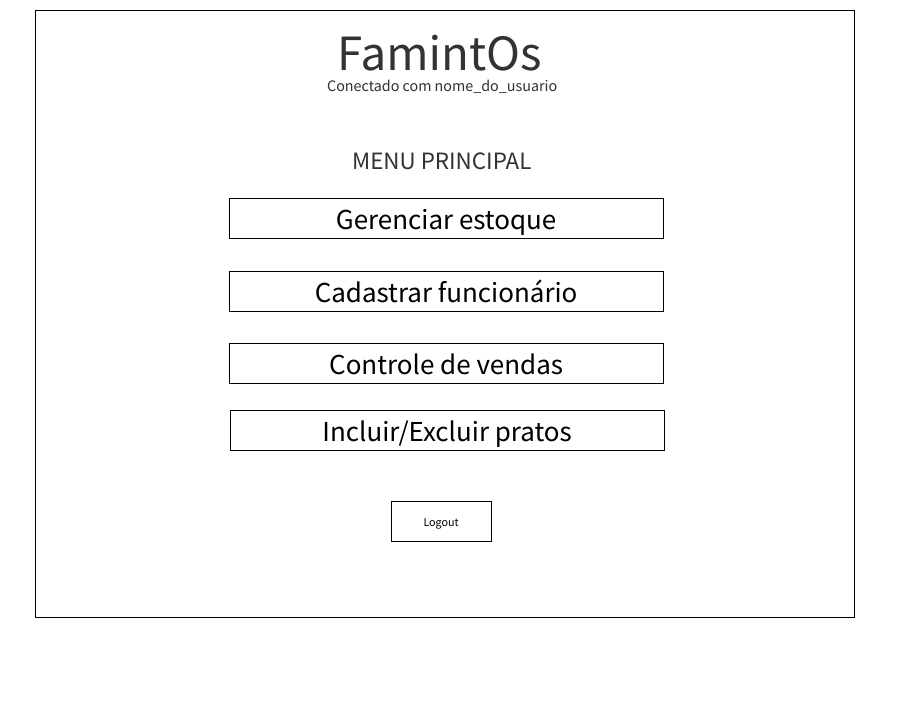 FamintOs
Conectado com nome_do_usuario
MENU PRINCIPAL
Gerenciar estoque
Cadastrar funcionário
Controle de vendas
Incluir/Excluir pratos
Logout